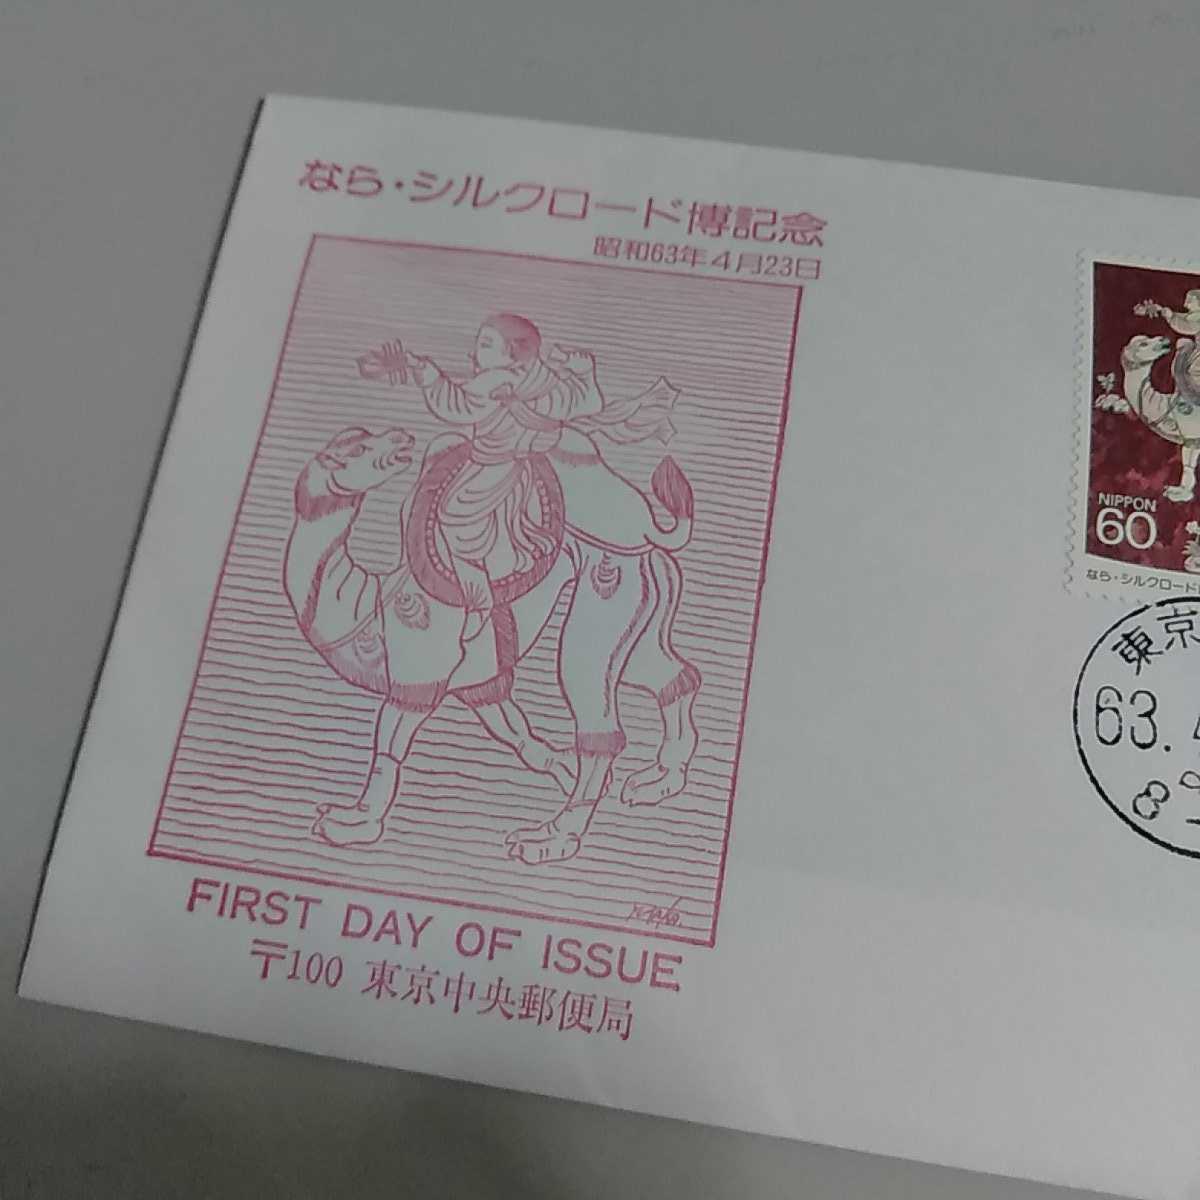 なら・シルクロード博記念
昭和63年4月23日
FIRST DAY OF ISSUE
〒100 東京中央郵便局
NIPPON
60
なら・シルクロード
東京
63.
8